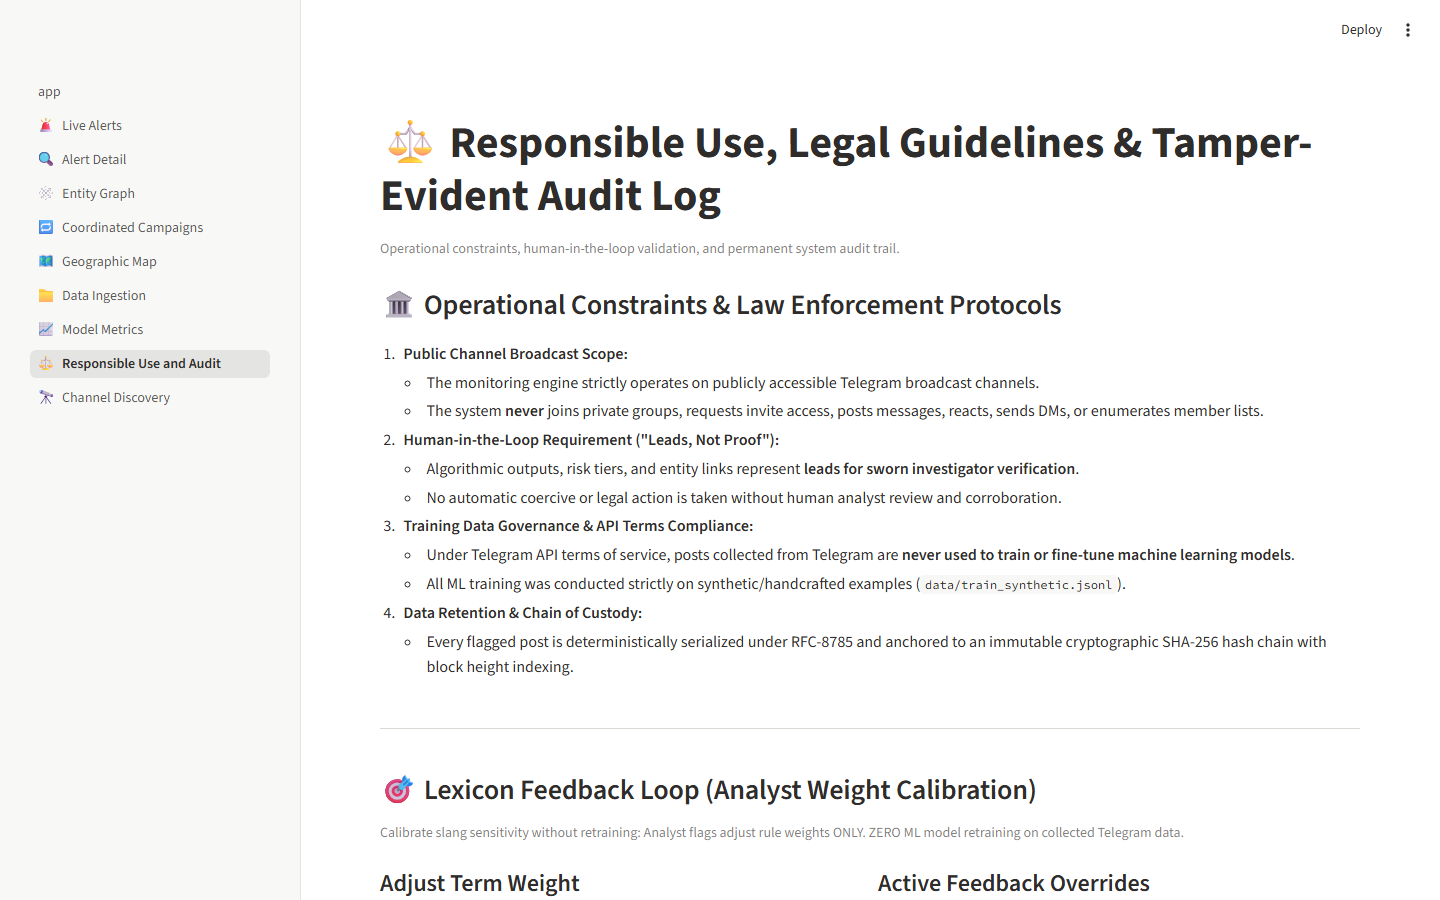 Deploy
app
Live Alerts
Alert Detail
Entity Graph
Coordinated Campaigns
Geographic Map
Data Ingestion
Model Metrics
Responsible Use and Audit
Channel Discovery
Responsible Use, Legal Guidelines & Tamper-
Evident Audit Log
Operational constraints, human-in-the-loop validation, and permanent system audit trail.
Operational Constraints & Law Enforcement Protocols
1. Public Channel Broadcast Scope:
The monitoring engine strictly operates on publicly accessible Telegram broadcast channels.
The system never joins private groups, requests invite access, posts messages, reacts, sends DMs, or enumerates member lists.
2. Human-in-the-Loop Requirement ("Leads, Not Proof"):
Algorithmic outputs, risk tiers, and entity links represent leads for sworn investigator verification.
No automatic coercive or legal action is taken without human analyst review and corroboration.
3. Training Data Governance & API Terms Compliance:
Under Telegram API terms of service, posts collected from Telegram are never used to train or fine-tune machine learning models.
All ML training was conducted strictly on synthetic/handcrafted examples ( data/train_synthetic.jsonl ).
4. Data Retention & Chain of Custody:
Every flagged post is deterministically serialized under RFC-8785 and anchored to an immutable cryptographic SHA-256 hash chain with
block height indexing.
Lexicon Feedback Loop (Analyst Weight Calibration)
Calibrate slang sensitivity without retraining: Analyst flags adjust rule weights ONLY. ZERO ML model retraining on collected Telegram data.
Adjust Term Weight
Active Feedback Overrides